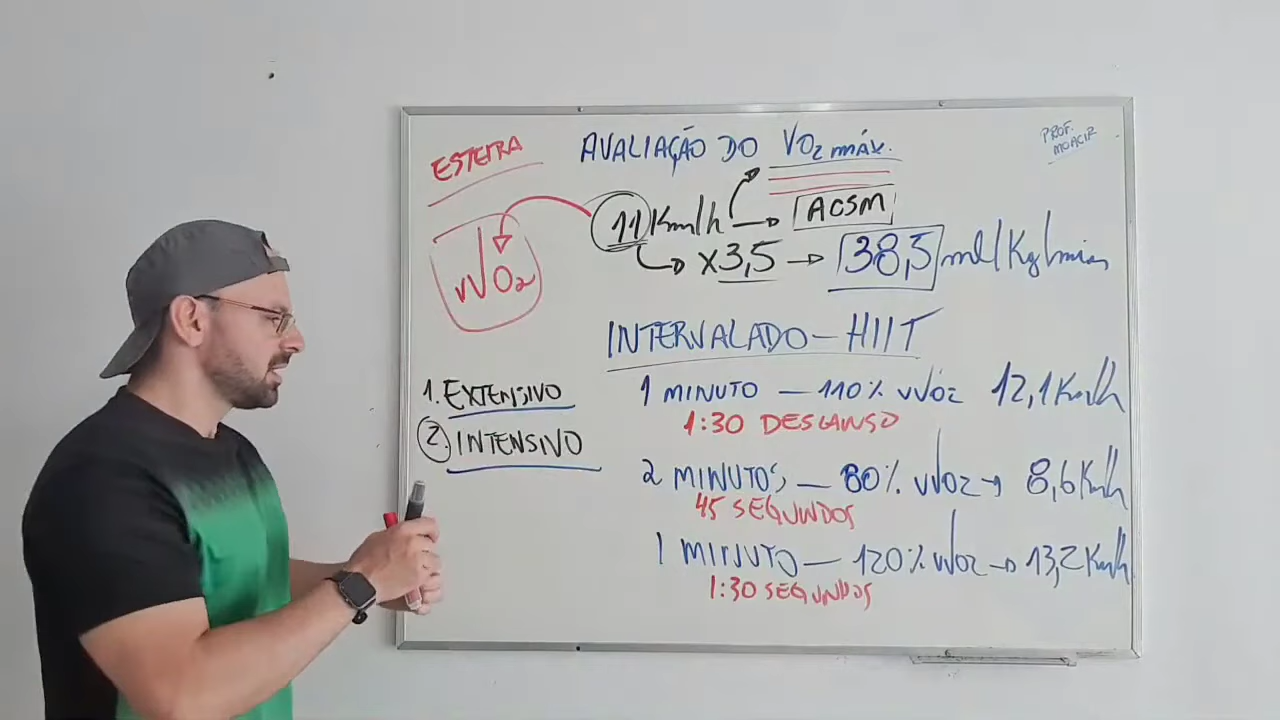 ESTEIRA
AVALIAÇÃO DO VO2 máx.
PROF.
MOACIR
11 Km/h → ACSM
x3,5 → 38,5 ml/Kg/min
vVO2
INTERVALADO - HIIT
1. EXTENSIVO
2. INTENSIVO
1 MINUTO — 110% vVO2 12,1 Km/h
1:30 DESCANSO
2 MINUTOS — 80% vVO2 → 8,6 Km/h
45 SEGUNDOS
1 MINUTO — 120% vVO2 → 13,2 Km/h
1:30 SEGUNDOS